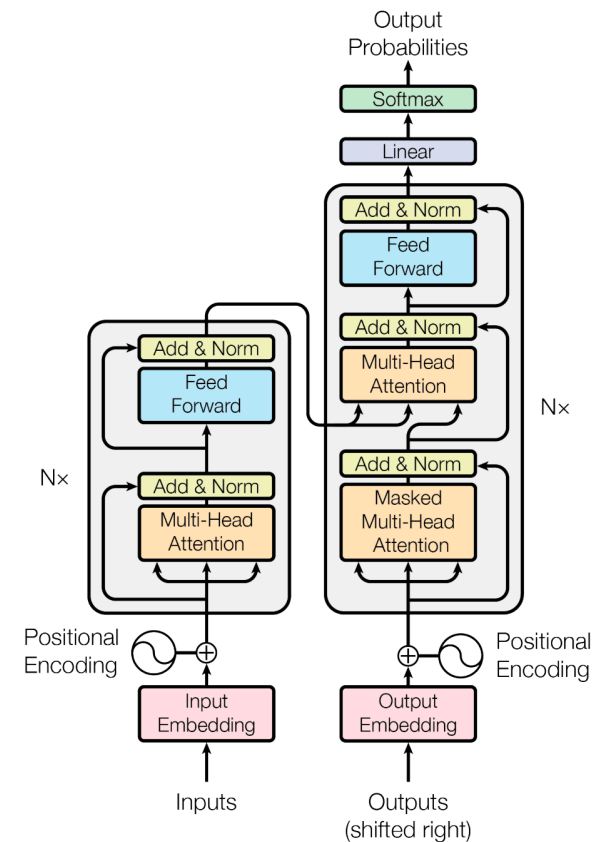 Output
Probabilities
Softmax
Linear
Add & Norm
Feed
Forward
Add & Norm
Multi-Head
Attention
Add & Norm
Masked
Multi-Head
Attention
N×
Add & Norm
Feed
Forward
Add & Norm
Multi-Head
Attention
N×
Positional
Encoding
Positional
Encoding
Input
Embedding
Output
Embedding
Inputs
Outputs
(shifted right)